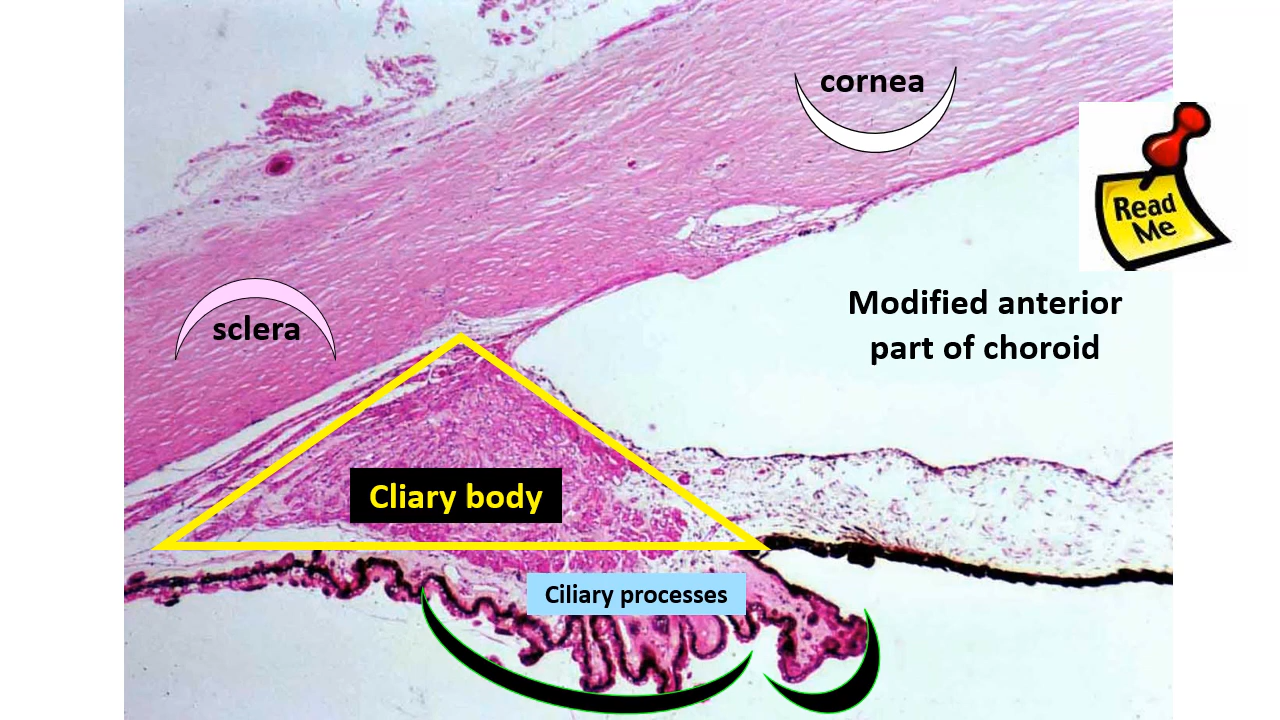 cornea
Read
Me
Modified anterior
part of choroid
sclera
Cliary body
Ciliary processes